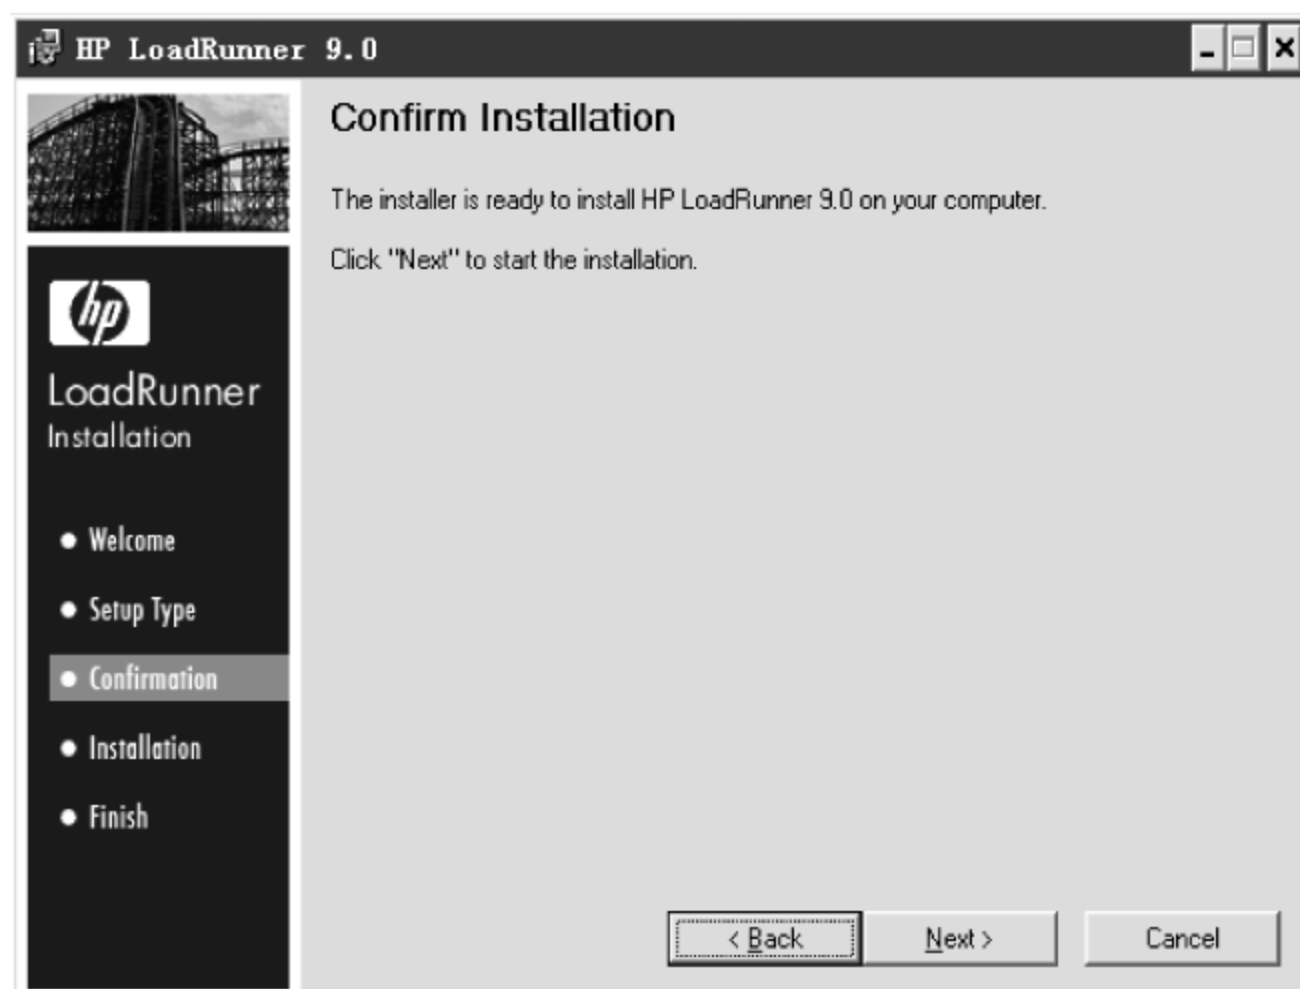 HP LoadRunner 9.0
Confirm Installation
The installer is ready to install HP LoadRunner 9.0 on your computer.
Click "Next" to start the installation.
hp
LoadRunner
Installation
Welcome
Setup Type
Confirmation
Installation
Finish
< Back
Next >
Cancel